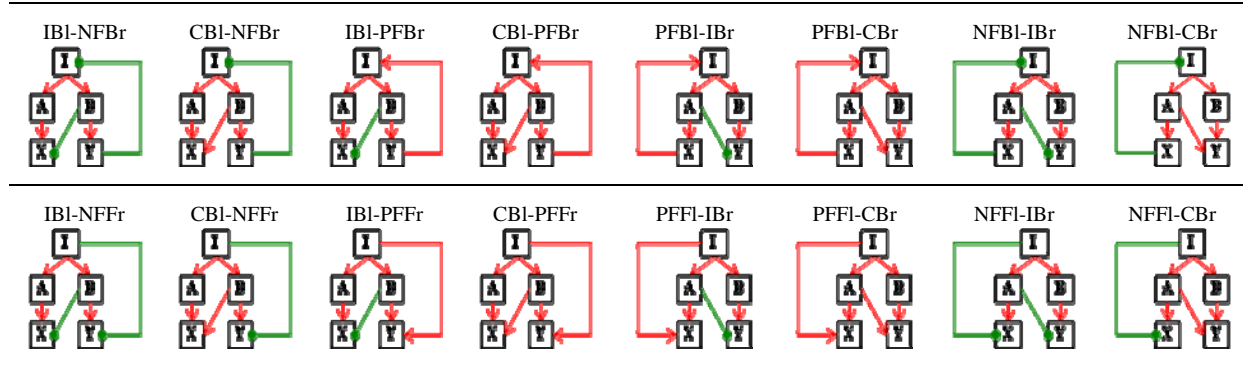 IBl-NFBr CBl-NFBr IBl-PFBr CBl-PFBr PFBl-IBr PFBl-CBr NFBl-IBr NFBl-CBr
I I I I I I I I
A B A B A B A B A B A B A B A B
X Y X Y X Y X Y X Y X Y X Y X Y
IBl-NFFr CBl-NFFr IBl-PFFr CBl-PFFr PFFl-IBr PFFl-CBr NFFl-IBr NFFl-CBr
I I I I I I I I
A B A B A B A B A B A B A B A B
X Y X Y X Y X Y X Y X Y X Y X Y